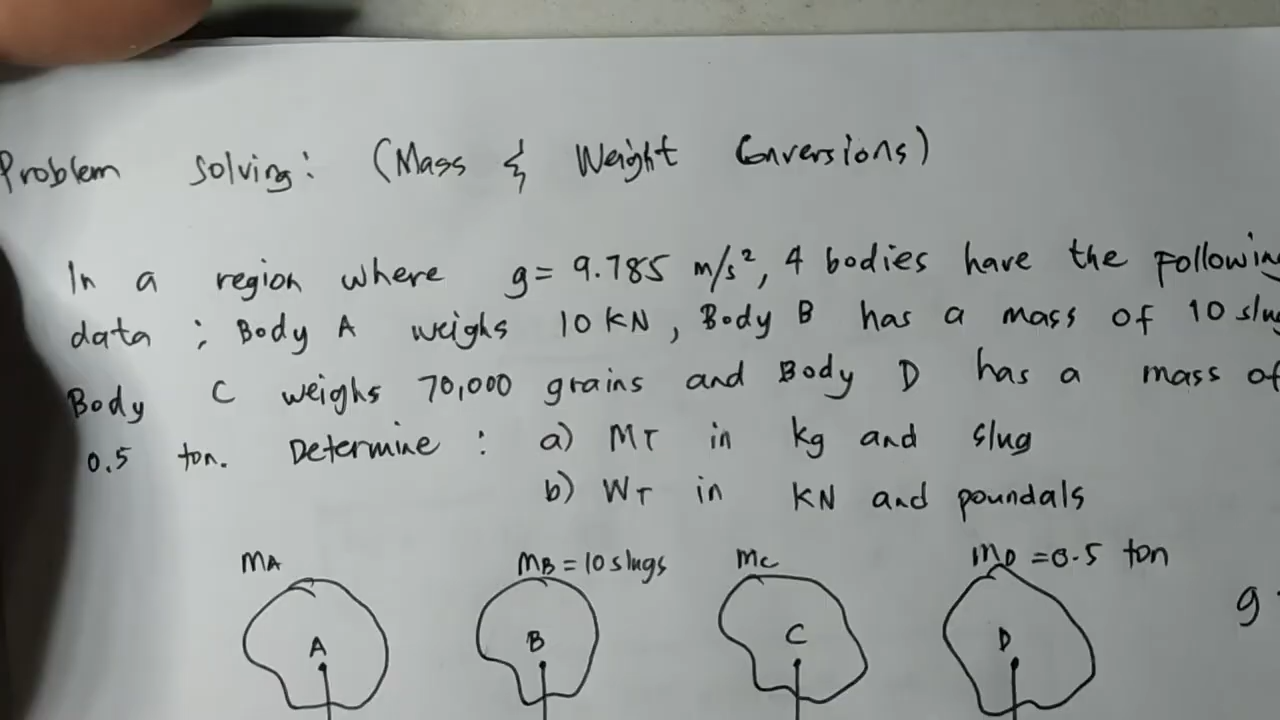 Problem Solving: (Mass & Weight Conversions)
In a region where g = 9.785 m/s², 4 bodies have the
data ; Body A weighs 10 KN, Body B has a mass of 10
Body C weighs 70,000 grains and Body D has a mass of
0.5 ton. Determine : a) MT in kg and slug
b) WT in KN and poundals
MA MB = 10 slugs MC MD = 0.5 ton
g
A B C D